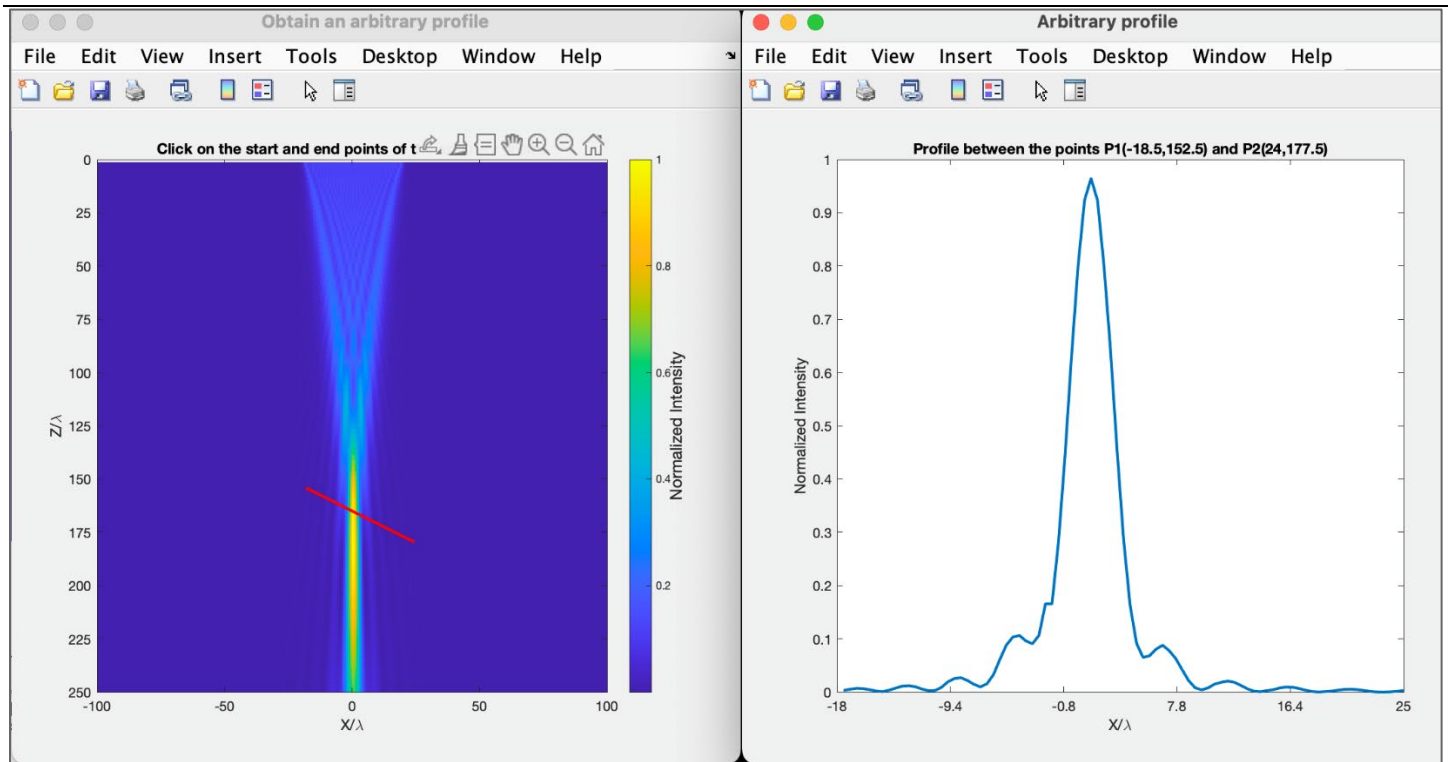 Obtain an arbitrary profile
File Edit View Insert Tools Desktop Window Help
Click on the start and end points of t
0
25
50
75
100
125
150
175
200
225
250
Z/λ
-100 -50 0 50 100
X/λ
1
0.8
0.6
0.4
0.2
Normalized Intensity
Arbitrary profile
File Edit View Insert Tools Desktop Window Help
Profile between the points P1(-18.5,152.5) and P2(24,177.5)
1
0.9
0.8
0.7
0.6
0.5
0.4
0.3
0.2
0.1
0
Normalized Intensity
-18 -9.4 -0.8 7.8 16.4 25
X/λ